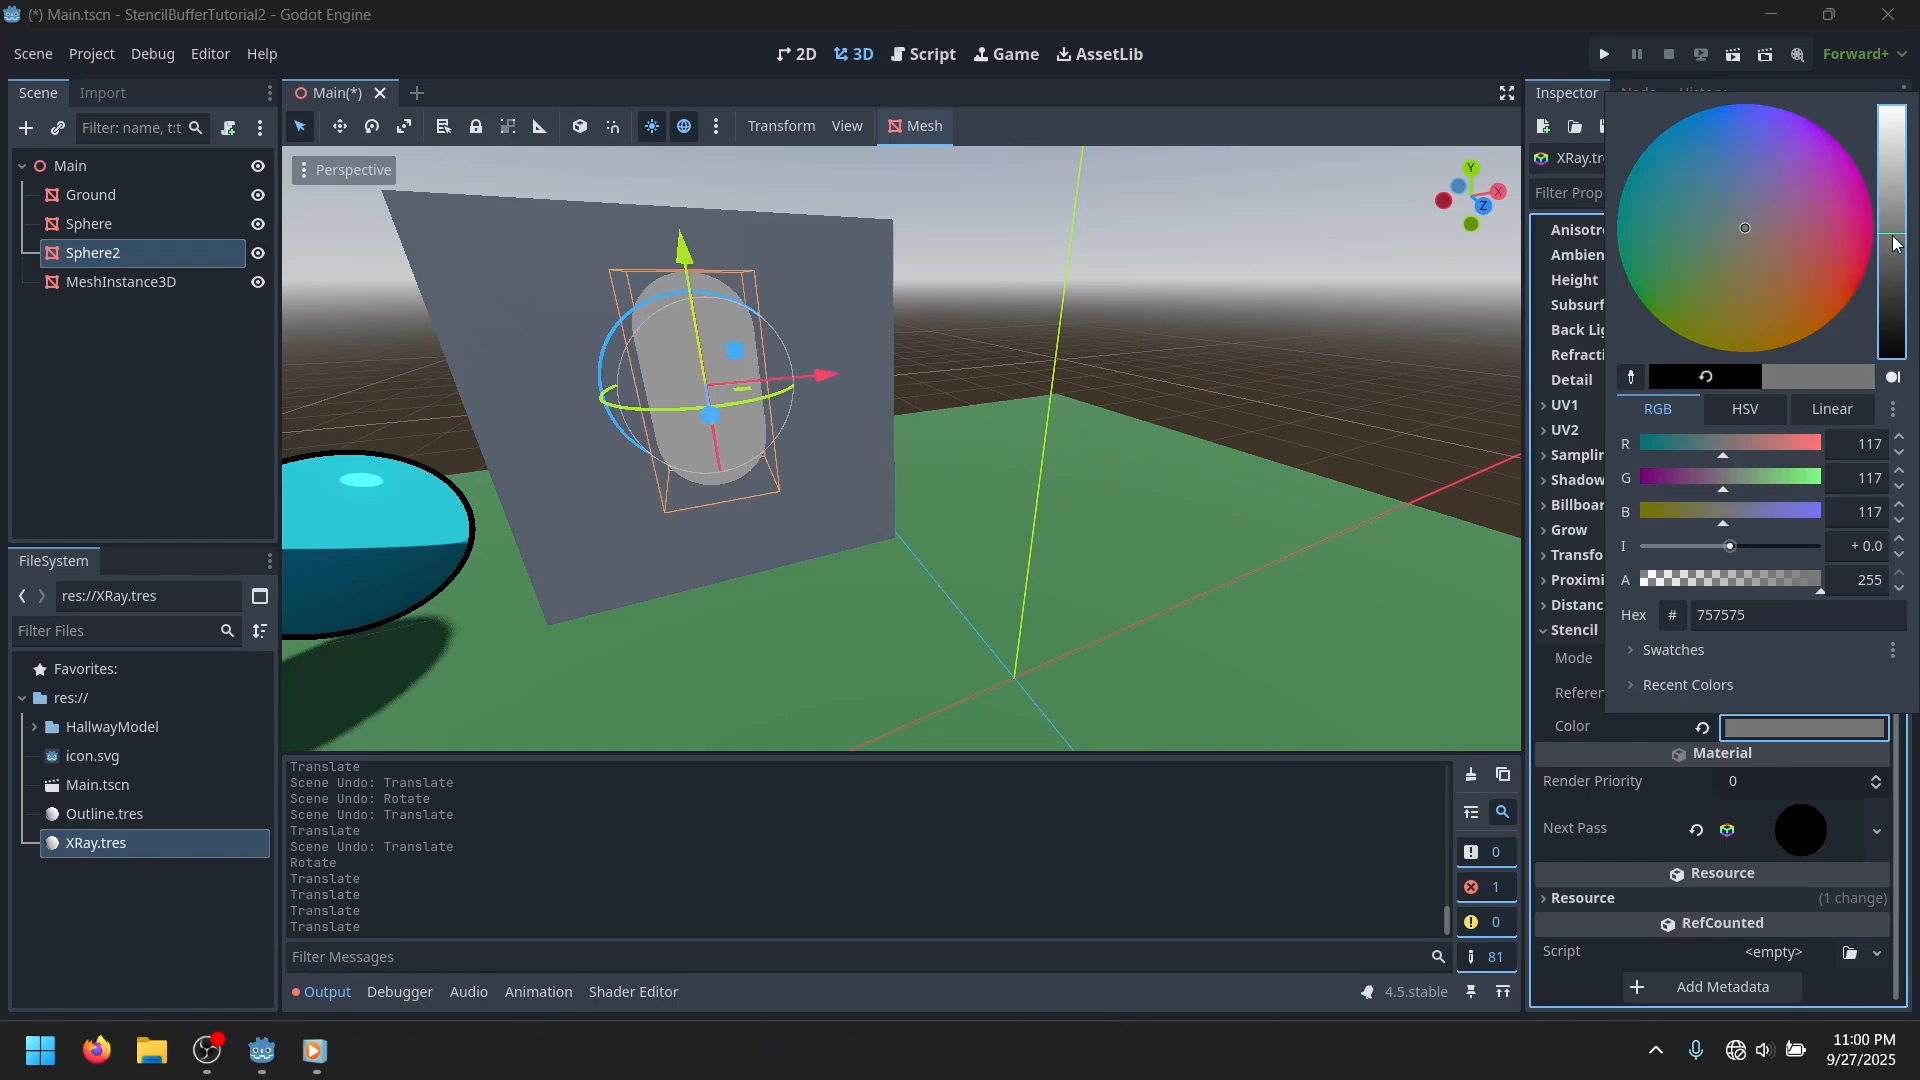 (*) Main.tscn - StencilBufferTutorial2 - Godot Engine
Scene Project Debug Editor Help
2D 3D Script Game AssetLib
Forward+
Scene Import
Main(*)
Inspector
Filter: name, t:t
Transform View Mesh
Perspective
Main
Ground
Sphere
Sphere2
MeshInstance3D
Y
X
Z
XRay.tr
Filter Prop
Anisotr
Ambien
Height
Subsurf
Back Lig
Refracti
Detail
UV1
UV2
Samplin
Shadow
Billboar
Grow
Transfo
Proximi
Distanc
Stencil
Mode
Referen
Color
RGB HSV Linear
R 117
G 117
B 117
I + 0.0
A 255
Hex # 757575
Swatches
Recent Colors
Material
Render Priority 0
Next Pass
Resource
Resource (1 change)
RefCounted
Script <empty>
Add Metadata
FileSystem
res://XRay.tres
Filter Files
Favorites:
res://
HallwayModel
icon.svg
Main.tscn
Outline.tres
XRay.tres
Translate
Scene Undo: Translate
Scene Undo: Rotate
Scene Undo: Translate
Translate
Scene Undo: Translate
Rotate
Translate
Translate
Translate
Translate
0
1
0
81
Filter Messages
Output Debugger Audio Animation Shader Editor
4.5.stable
11:00 PM
9/27/2025